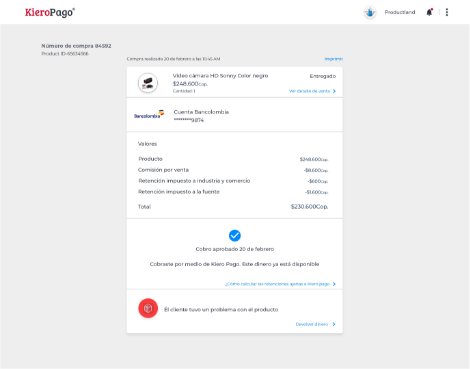 KieroPago
Productland
Número de compra 84592
Product ID-65634566
Compra realizada 20 de febrero a las 10:45 AM
Imprimir
Video cámara HD Sonny Color negro
Entregado
$248,600Cop.
Cantidad: 1
Ver detalle de venta
Bancolombia
Cuenta Bancolombia
********9874
Valores
Producto
$248,600Cop.
Comisión por venta
-$8,600Cop.
Retención impuesto a industria y comercio
-$600Cop.
Retención impuesto a la fuente
-$1,600Cop.
Total
$230,600Cop.
Cobro aprobado 20 de febrero
Cobraste por medio de Kiero Pago. Este dinero ya está disponible
¿Cómo calcular las retenciones ajenas a Kiero pago
El cliente tuvo un problema con el producto
Devolver dinero